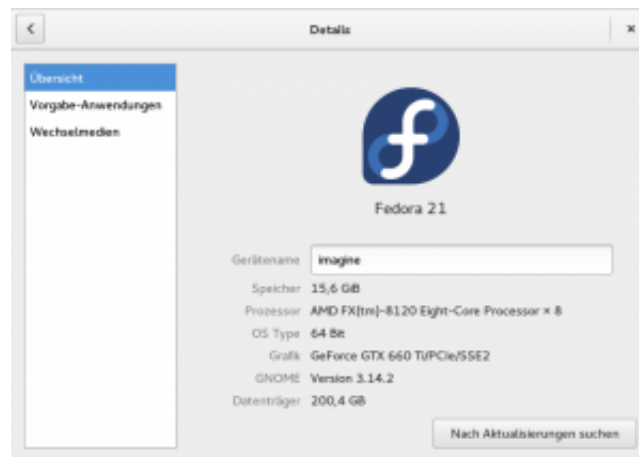 Details
Übersicht
Vorgabe-Anwendungen
Wechselmedien
Fedora 21
Gerätename imagine
Speicher 15,6 GiB
Prozessor AMD FX(tm)-8120 Eight-Core Processor × 8
OS Type 64 Bit
Grafik GeForce GTX 660 Ti/PCIe/SSE2
GNOME Version 3.14.2
Datenträger 200,4 GB
Nach Aktualisierungen suchen